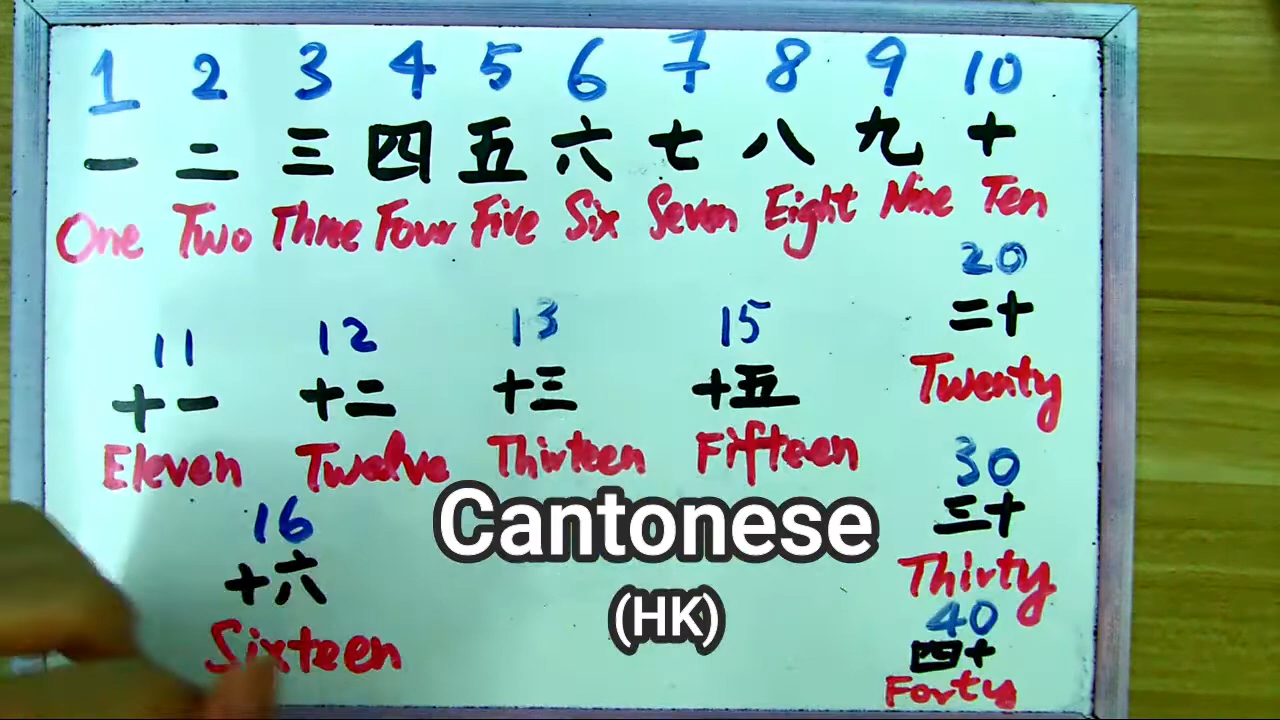 1 2 3 4 5 6 7 8 9 10
一 二 三 四 五 六 七 八 九 十
One Two Three Four Five Six Seven Eight Nine Ten
20
二十
Twenty
11 12 13 15
十一 十二 十三 十五
Eleven Twelve Thirteen Fifteen
30
三十
Thirty
16
十六
Sixteen
40
四十
Forty
Cantonese
(HK)